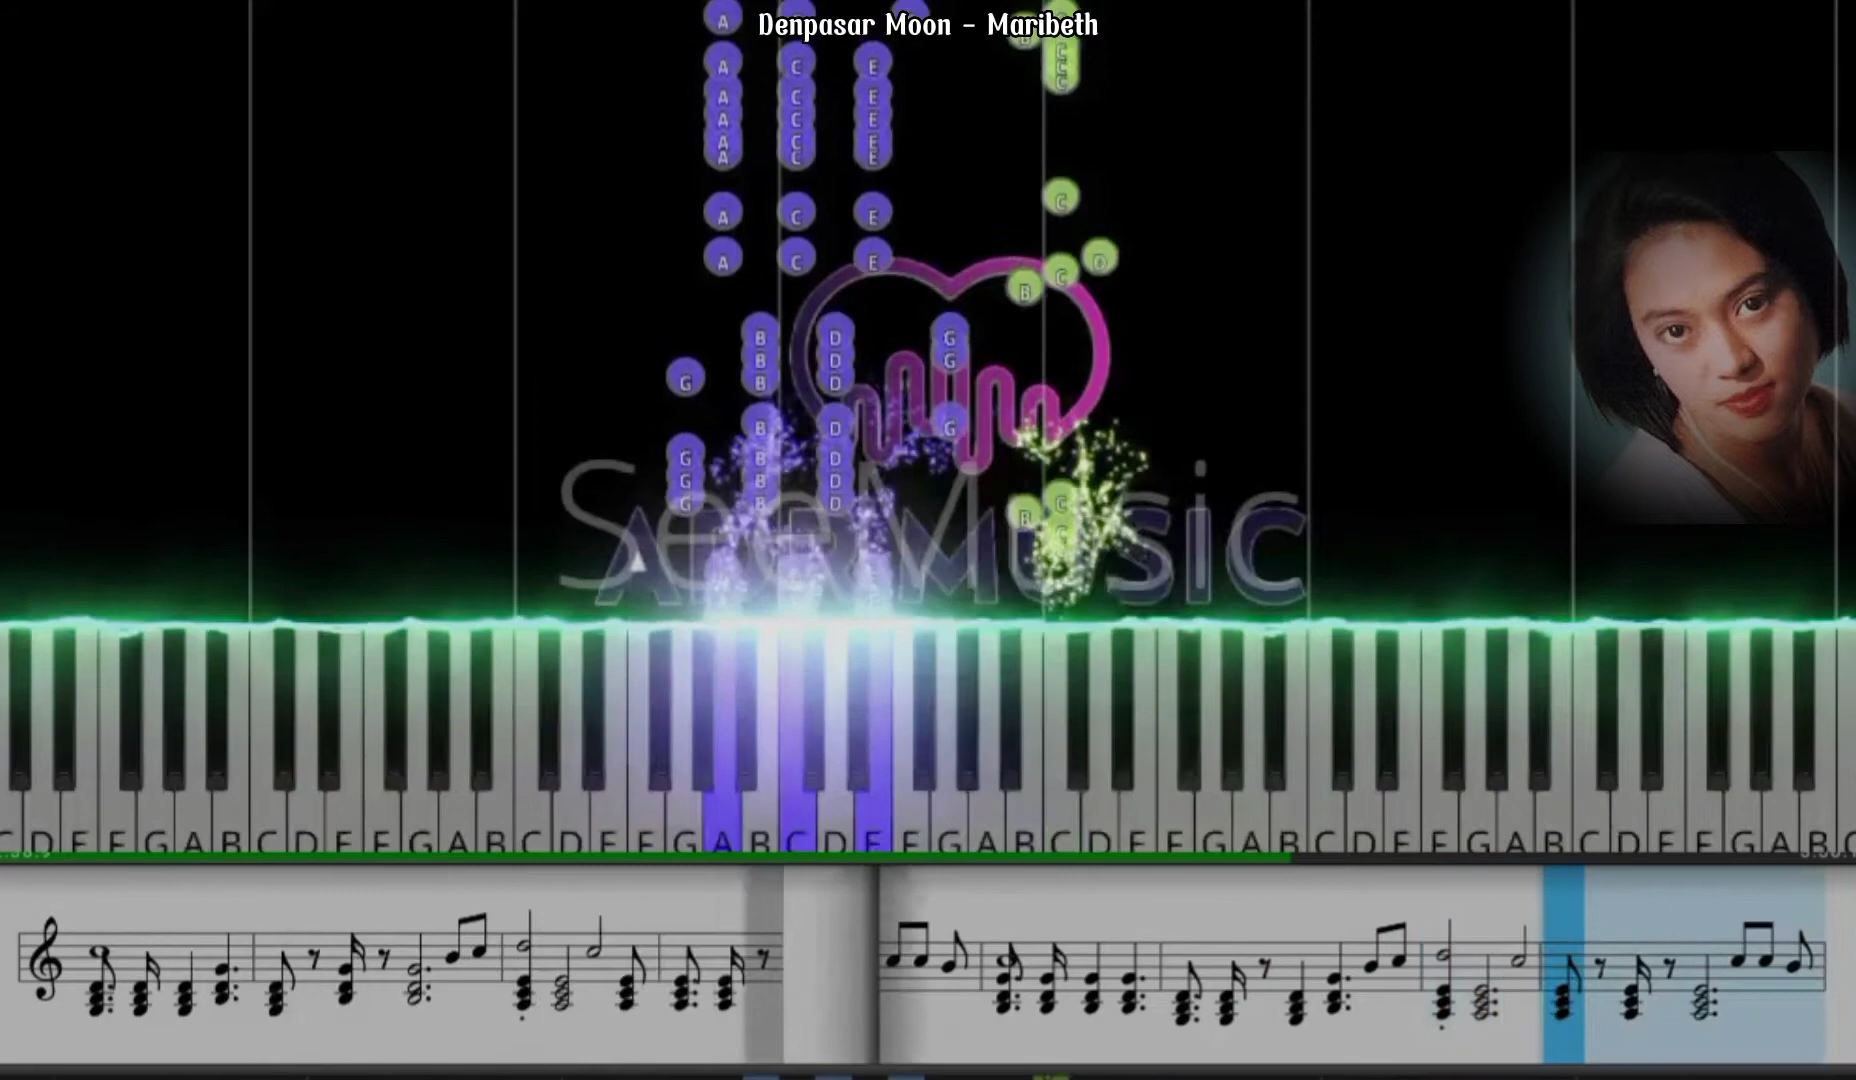 Denpasar Moon - Maribeth
A
A C E
A C E
A C E
A C E
A C E
A C E
A C E
B C D
B D G
B D G
G B D
B D G
G B D
G B D
G B D
B C
SeeMusic
C D E F G A B C D E F G A B C D E F G A B C D E F G A B C D E F G A B C D E F G A B C D E F G A B C